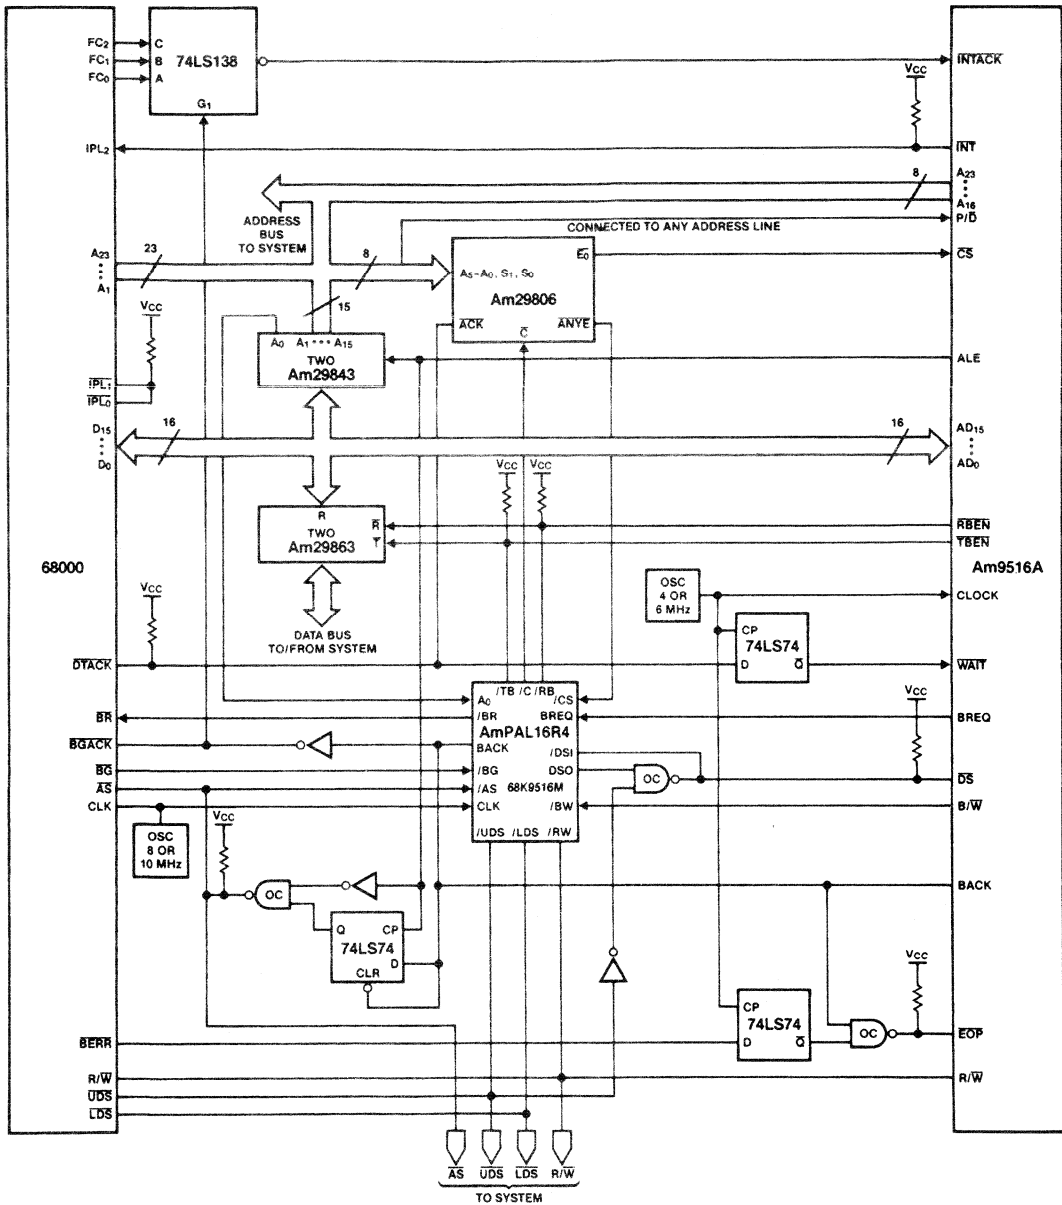 FC2
FC1
FC0
C
B
A
74LS138
G1
INTACK
VCC
IPL2
INT
A23
A16
8
P/D
ADDRESS
BUS
TO SYSTEM
CONNECTED TO ANY ADDRESS LINE
A23
A1
23
8
15
A5–A0, S1, S0
E0
Am29806
ACK
C
ANYE
CS
VCC
A0 A1 ••• A15
TWO
Am29843
ALE
IPL1
IPL0
D15
D0
16
16
AD15
AD0
VCC
VCC
R
TWO
Am29863
R
T
RBEN
TBEN
68000
Am9516A
VCC
OSC
4 OR
6 MHz
CLOCK
DATA BUS
TO/FROM SYSTEM
CP
74LS74
D
Q
DTACK
WAIT
/TB /C /RB
A0
/CS
/BR
BREQ
AmPAL16R4
BACK
/DSI
DSO
/BG
/AS
68K9516M
CLK
/BW
/UDS /LDS /RW
VCC
BR
BREQ
BGACK
BG
AS
CLK
OC
DS
B/W
OSC
8 OR
10 MHz
VCC
OC
BACK
Q
CP
74LS74
D
CLR
VCC
CP
74LS74
D
Q
OC
EOP
BERR
R/W
R/W
UDS
LDS
AS
UDS
LDS
R/W
TO SYSTEM